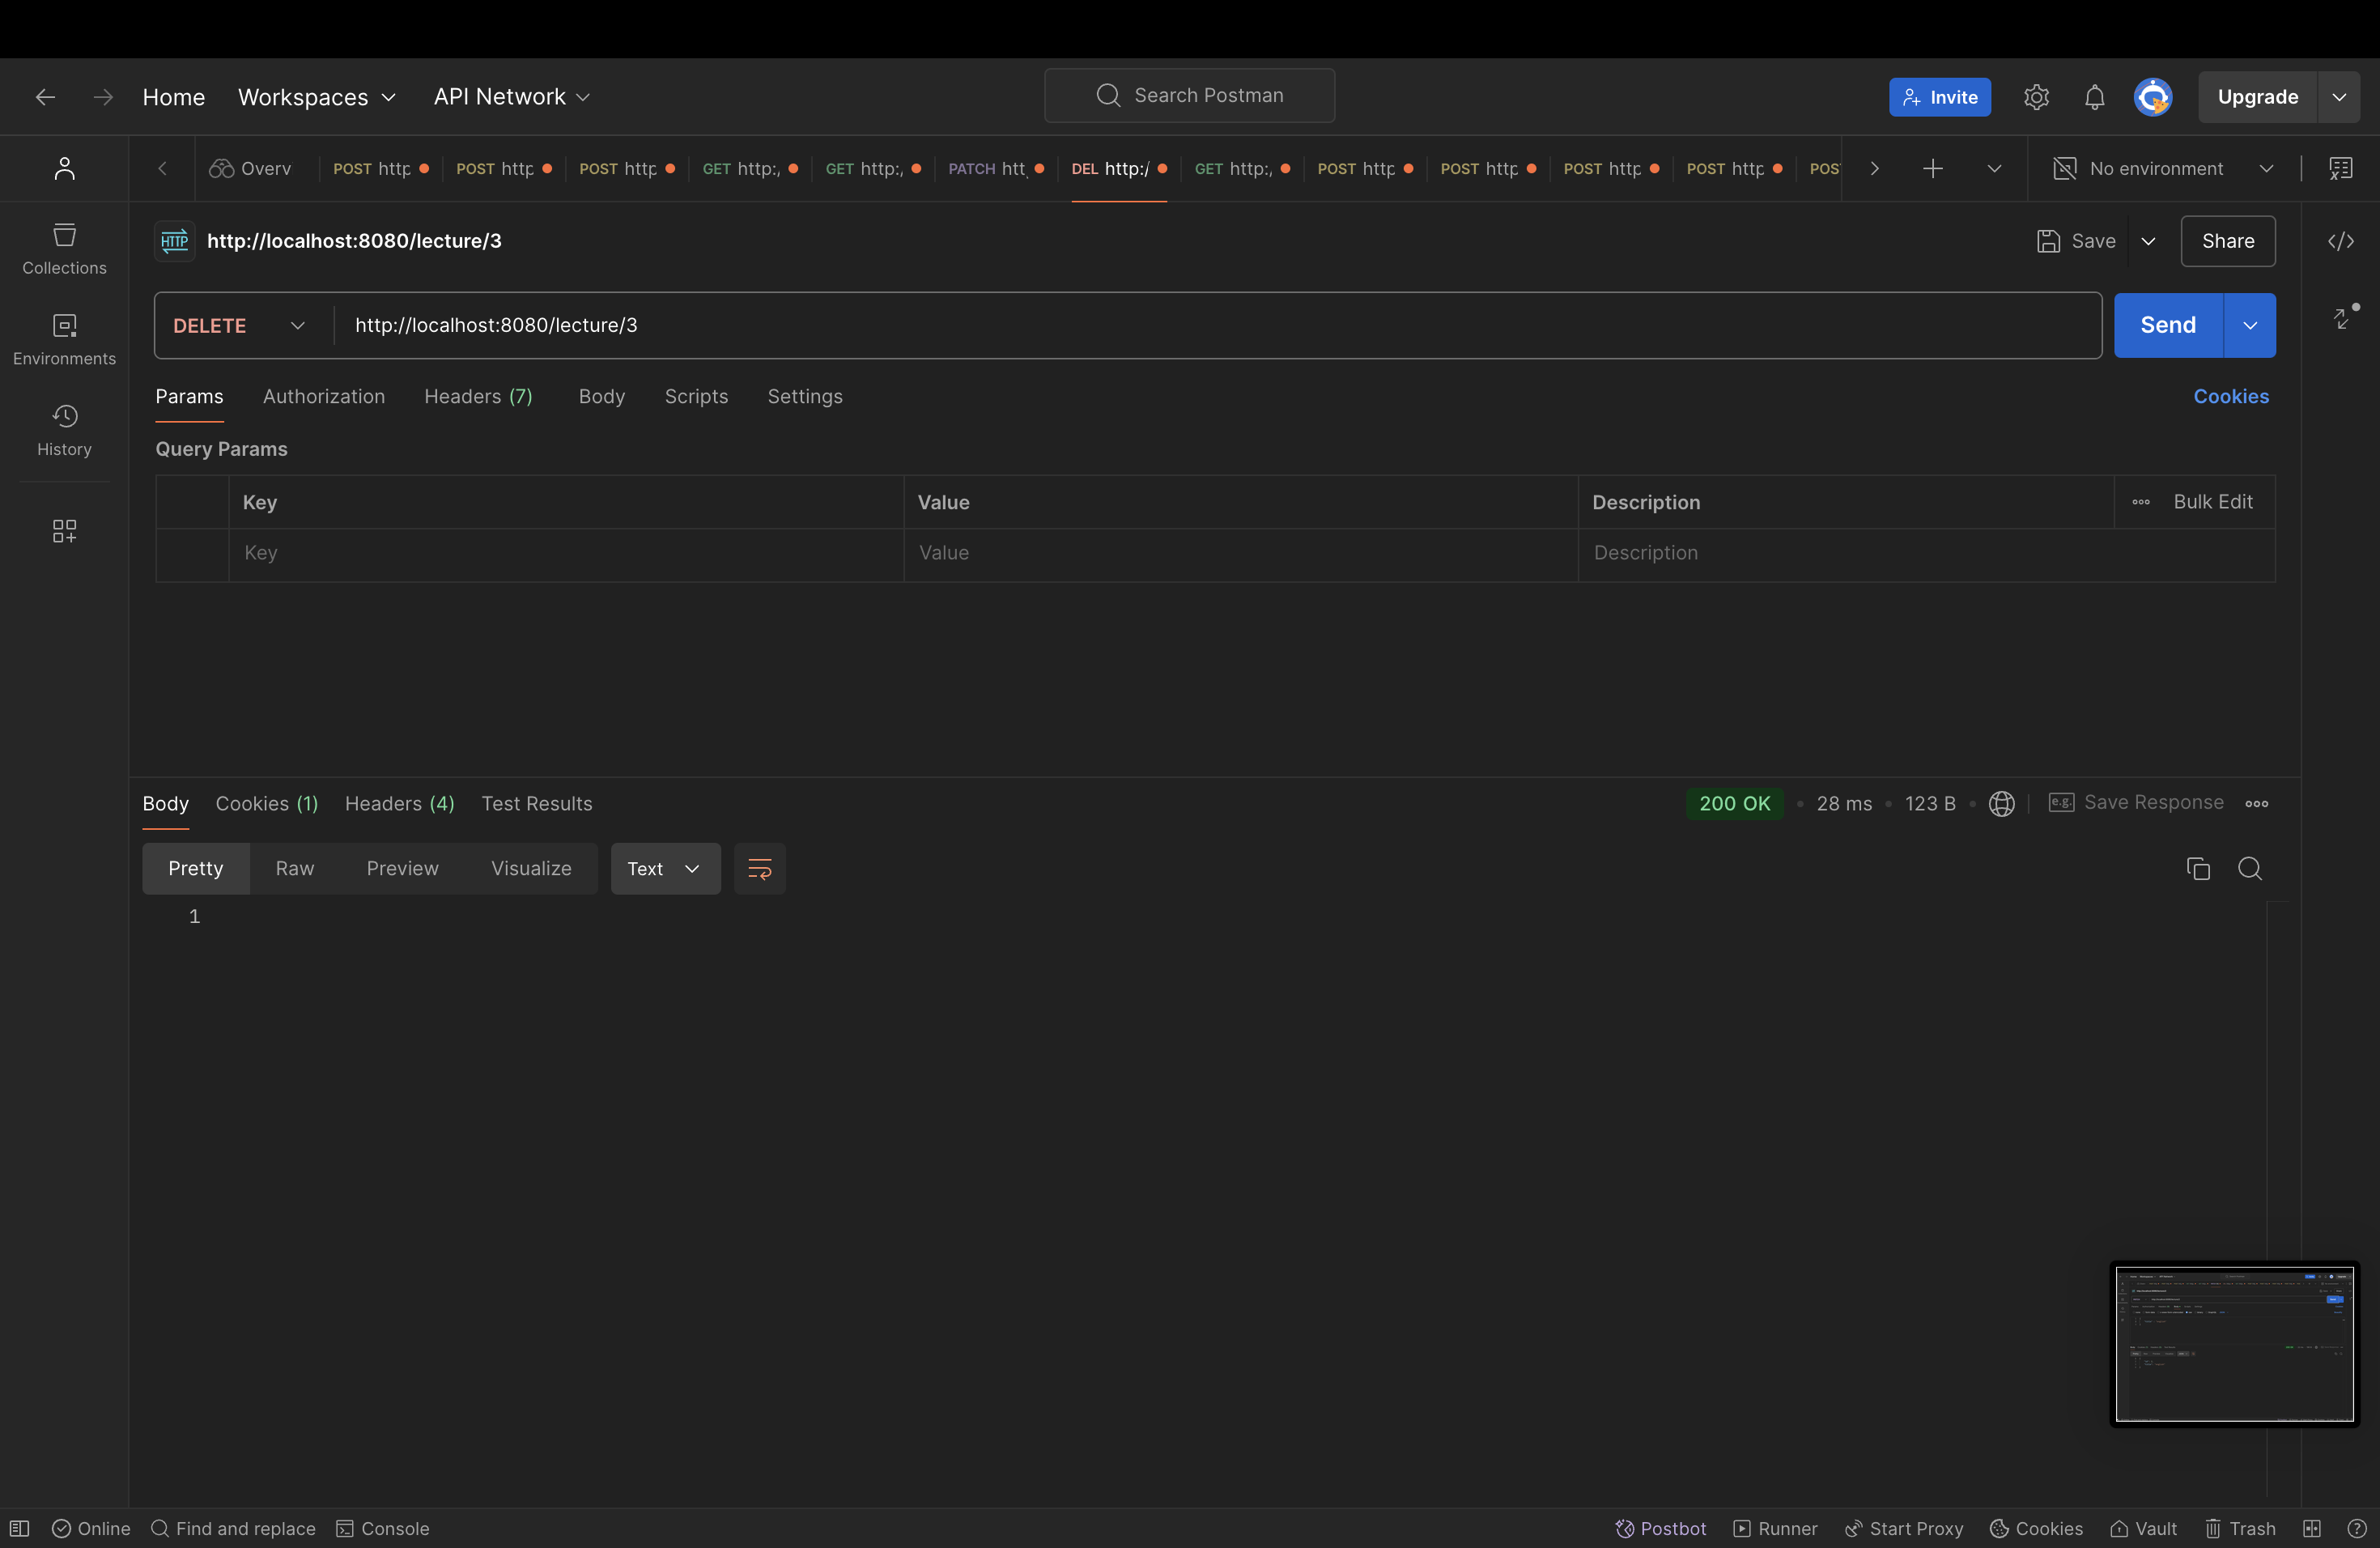 Home Workspaces API Network Search Postman Invite Upgrade
Overv POST http POST http POST http GET http:/ GET http:/ PATCH htt DEL http:/ GET http:/ POST http POST http POST http POST http POS No environment
HTTP http://localhost:8080/lecture/3 Save Share
Collections
DELETE http://localhost:8080/lecture/3 Send
Environments
Params Authorization Headers (7) Body Scripts Settings Cookies
History
Query Params
Key Value Description Bulk Edit
Key Value Description
Body Cookies (1) Headers (4) Test Results 200 OK 28 ms 123 B e.g. Save Response
Pretty Raw Preview Visualize Text
1
Online Find and replace Console Postbot Runner Start Proxy Cookies Vault Trash